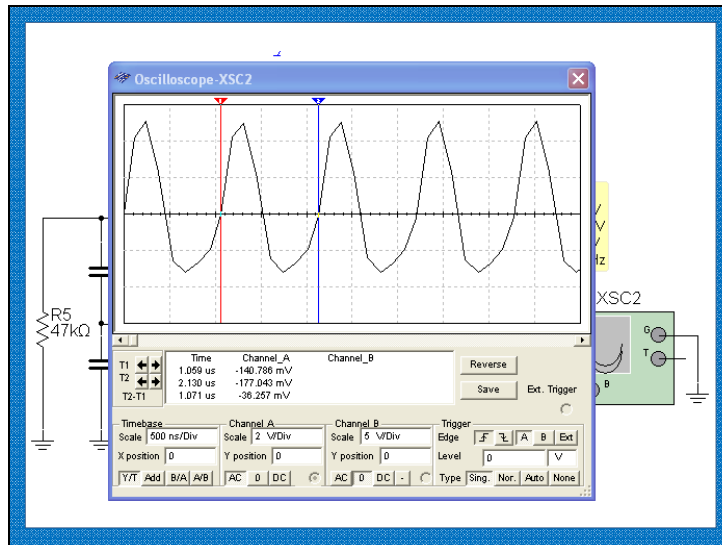 Oscilloscope-XSC2
1
2
V
V
V
Hz
XSC2
R5
47kΩ
G
T
B
Time Channel_A Channel_B
T1 1.059 us -140.786 mV
T2 2.130 us -177.043 mV
T2-T1 1.071 us -36.257 mV
Reverse
Save
Ext. Trigger
Timebase
Scale 500 ns/Div
X position 0
Y/T Add B/A A/B
Channel A
Scale 2 V/Div
Y position 0
AC 0 DC
Channel B
Scale 5 V/Div
Y position 0
AC 0 DC -
Trigger
Edge A B Ext
Level 0 V
Type Sing. Nor. Auto None